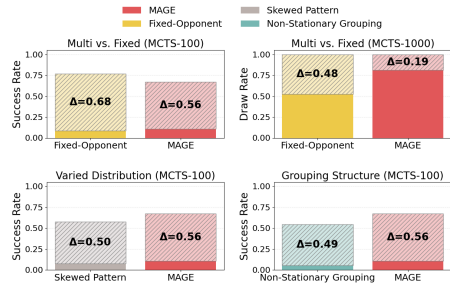 MAGE
Fixed-Opponent
Skewed Pattern
Non-Stationary Grouping
Multi vs. Fixed (MCTS-100)
Success Rate
1.00
0.75
0.50
0.25
0.00
Δ=0.68
Δ=0.56
Fixed-Opponent
MAGE
Multi vs. Fixed (MCTS-1000)
Draw Rate
1.00
0.75
0.50
0.25
0.00
Δ=0.48
Δ=0.19
Fixed-Opponent
MAGE
Varied Distribution (MCTS-100)
Success Rate
1.00
0.75
0.50
0.25
0.00
Δ=0.50
Δ=0.56
Skewed Pattern
MAGE
Grouping Structure (MCTS-100)
Success Rate
1.00
0.75
0.50
0.25
0.00
Δ=0.49
Δ=0.56
Non-Stationary Grouping
MAGE